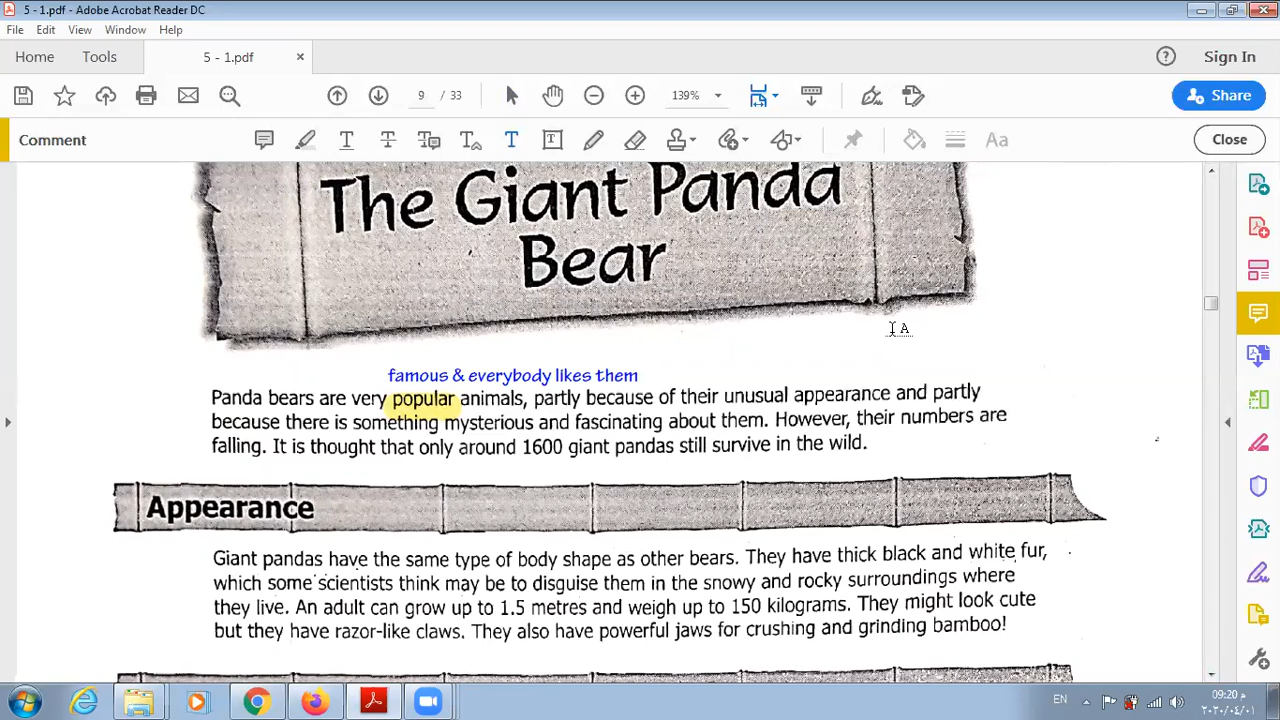 5 - 1.pdf - Adobe Acrobat Reader DC
File Edit View Window Help
Home Tools 5 - 1.pdf × ? Sign In
9 / 33 139% Share
Comment T T T T T Aa Close
The Giant Panda
Bear
A
famous & everybody likes them
Panda bears are very popular animals, partly because of their unusual appearance and partly
because there is something mysterious and fascinating about them. However, their numbers are
falling. It is thought that only around 1600 giant pandas still survive in the wild.
Appearance
Giant pandas have the same type of body shape as other bears. They have thick black and white fur,
which some scientists think may be to disguise them in the snowy and rocky surroundings where
they live. An adult can grow up to 1.5 metres and weigh up to 150 kilograms. They might look cute
but they have razor-like claws. They also have powerful jaws for crushing and grinding bamboo!
EN 09:20 م
٢٠٢٠/٠٤/٠١